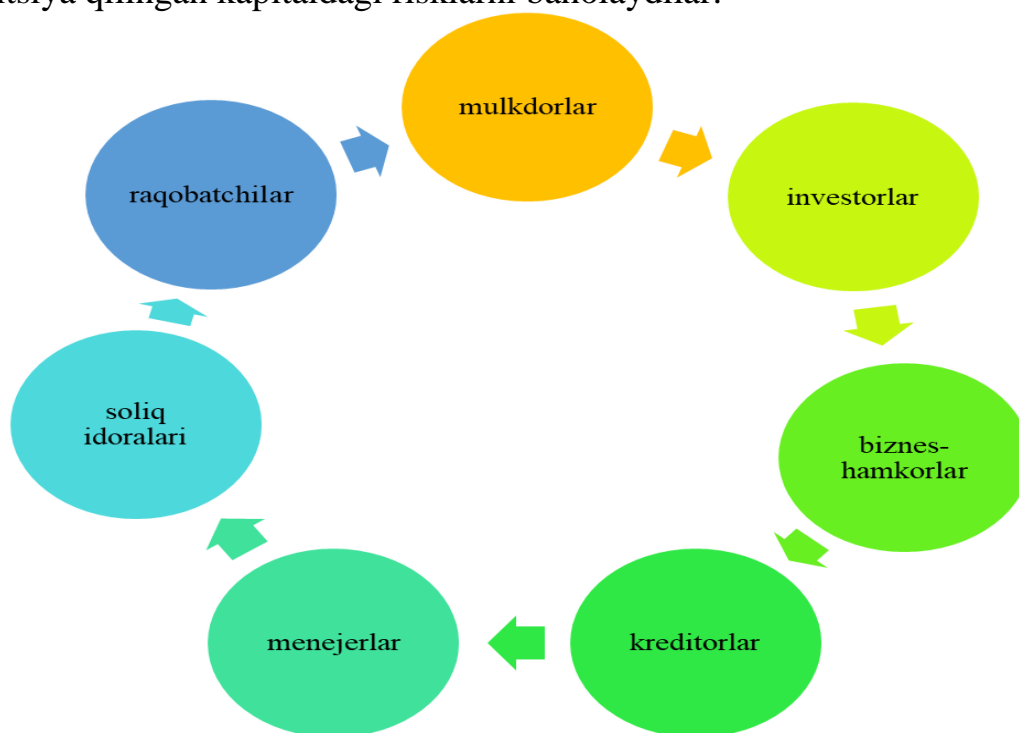 qilingan kapitaldagi risklarni baholaydilar.
mulkdorlar
investorlar
biznes-
hamkorlar
kreditorlar
menejerlar
soliq
idoralari
raqobatchilar